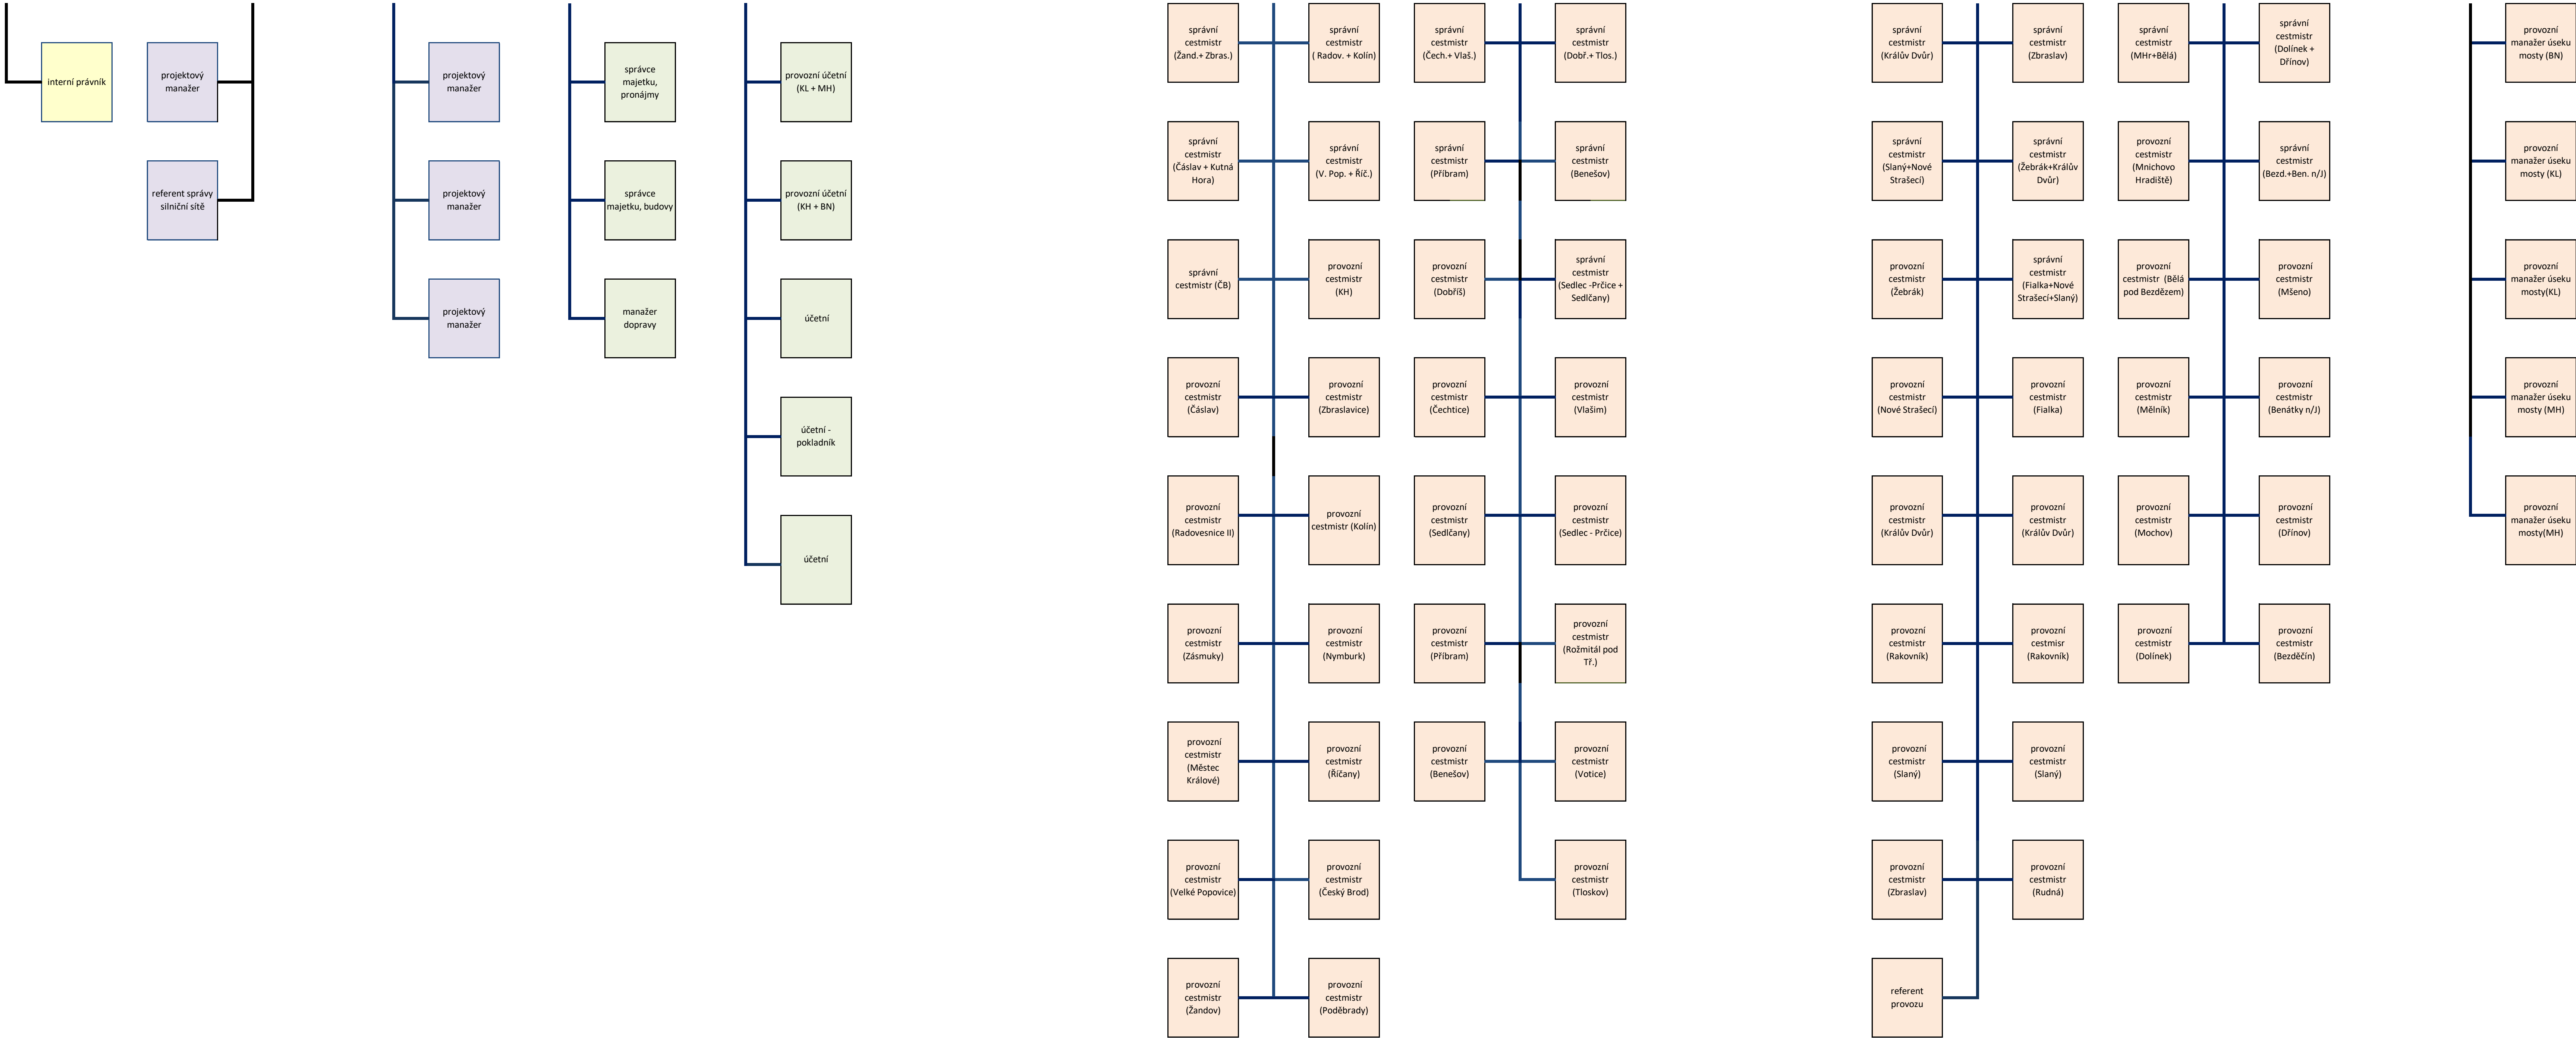 interní právník
projektový
manažer
referent správy
silniční sítě
projektový
manažer
projektový
manažer
projektový
manažer
správce
majetku,
pronájmy
správce
majetku, budovy
manažer
dopravy
provozní účetní
(KL + MH)
provozní účetní
(KH + BN)
účetní
účetní -
pokladník
účetní
správní
cestmistr
(Žand.+ Zbras.)
správní
cestmistr
(Čáslav + Kutná
Hora)
správní
cestmistr (ČB)
provozní
cestmistr
(Čáslav)
provozní
cestmistr
(Radovesnice II)
provozní
cestmistr
(Zásmuky)
provozní
cestmistr
(Městec
Králové)
provozní
cestmistr
(Velké Popovice)
provozní
cestmistr
(Žandov)
správní
cestmistr
( Radov. + Kolín)
správní
cestmistr
(V. Pop. + Říč.)
provozní
cestmistr
(KH)
provozní
cestmistr
(Zbraslavice)
provozní
cestmistr (Kolín)
provozní
cestmistr
(Nymburk)
provozní
cestmistr
(Říčany)
provozní
cestmistr
(Český Brod)
provozní
cestmistr
(Poděbrady)
správní
cestmistr
(Čech.+ Vlaš.)
správní
cestmistr
(Příbram)
provozní
cestmistr
(Dobříš)
provozní
cestmistr
(Čechtice)
provozní
cestmistr
(Sedlčany)
provozní
cestmistr
(Příbram)
provozní
cestmistr
(Benešov)
správní
cestmistr
(Dobř.+ Tlos.)
správní
cestmistr
(Benešov)
správní
cestmistr
(Sedlec -Prčice +
Sedlčany)
provozní
cestmistr
(Vlašim)
provozní
cestmistr
(Sedlec - Prčice)
provozní
cestmistr
(Rožmitál pod
Tř.)
provozní
cestmistr
(Votice)
provozní
cestmistr
(Tloskov)
správní
cestmistr
(Králův Dvůr)
správní
cestmistr
(Slaný+Nové
Strašecí)
provozní
cestmistr
(Žebrák)
provozní
cestmistr
(Nové Strašecí)
provozní
cestmistr
(Králův Dvůr)
provozní
cestmistr
(Rakovník)
provozní
cestmistr
(Slaný)
provozní
cestmistr
(Zbraslav)
referent
provozu
správní
cestmistr
(Zbraslav)
správní
cestmistr
(Žebrák+Králův
Dvůr)
správní
cestmistr
(Fialka+Nové
Strašecí+Slaný)
provozní
cestmistr
(Fialka)
provozní
cestmistr
(Králův Dvůr)
provozní
cestmisr
(Rakovník)
provozní
cestmistr
(Slaný)
provozní
cestmistr
(Rudná)
správní
cestmistr
(MHr+Bělá)
provozní
cestmistr
(Mnichovo
Hradiště)
provozní
cestmistr (Bělá
pod Bezdězem)
provozní
cestmistr
(Mělník)
provozní
cestmistr
(Mochov)
provozní
cestmistr
(Dolínek)
správní
cestmistr
(Dolínek +
Dřínov)
správní
cestmistr
(Bezd.+Ben. n/J)
provozní
cestmistr
(Mšeno)
provozní
cestmistr
(Benátky n/J)
provozní
cestmistr
(Dřínov)
provozní
cestmistr
(Bezděčín)
provozní
manažer úseku
mosty (BN)
provozní
manažer úseku
mosty (KL)
provozní
manažer úseku
mosty(KL)
provozní
manažer úseku
mosty (MH)
provozní
manažer úseku
mosty(MH)